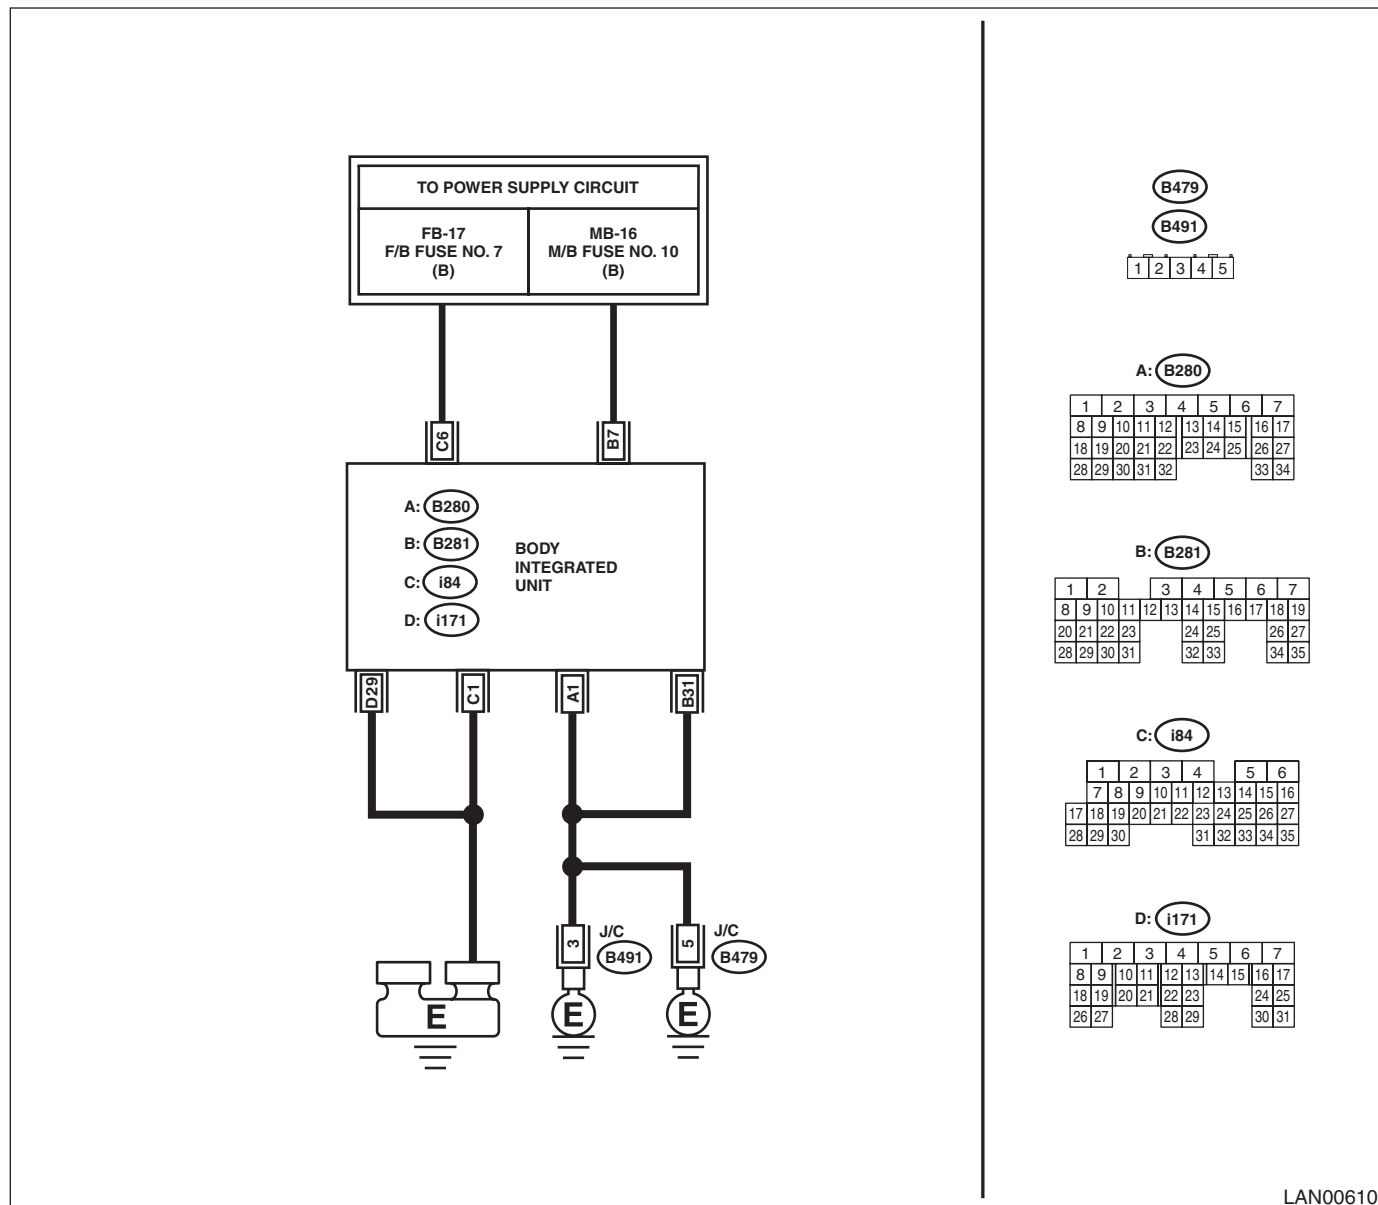 TO POWER SUPPLY CIRCUIT
FB-17
F/B FUSE NO. 7
(B)
MB-16
M/B FUSE NO. 10
(B)
C6
B7
A: B280
B: B281
C: i84
D: i171
BODY
INTEGRATED
UNIT
D29
C1
A1
B31
3
J/C
B491
5
J/C
B479
E
E
E
B479
B491
1 2 3 4 5
A: B280
1 2 3 4 5 6 7
8 9 10 11 12 13 14 15 16 17
18 19 20 21 22 23 24 25 26 27
28 29 30 31 32 33 34
B: B281
1 2 3 4 5 6 7
8 9 10 11 12 13 14 15 16 17 18 19
20 21 22 23 24 25 26 27
28 29 30 31 32 33 34 35
C: i84
1 2 3 4 5 6
7 8 9 10 11 12 13 14 15 16
17 18 19 20 21 22 23 24 25 26 27
28 29 30 31 32 33 34 35
D: i171
1 2 3 4 5 6 7
8 9 10 11 12 13 14 15 16 17
18 19 20 21 22 23 24 25
26 27 28 29 30 31
LAN00610